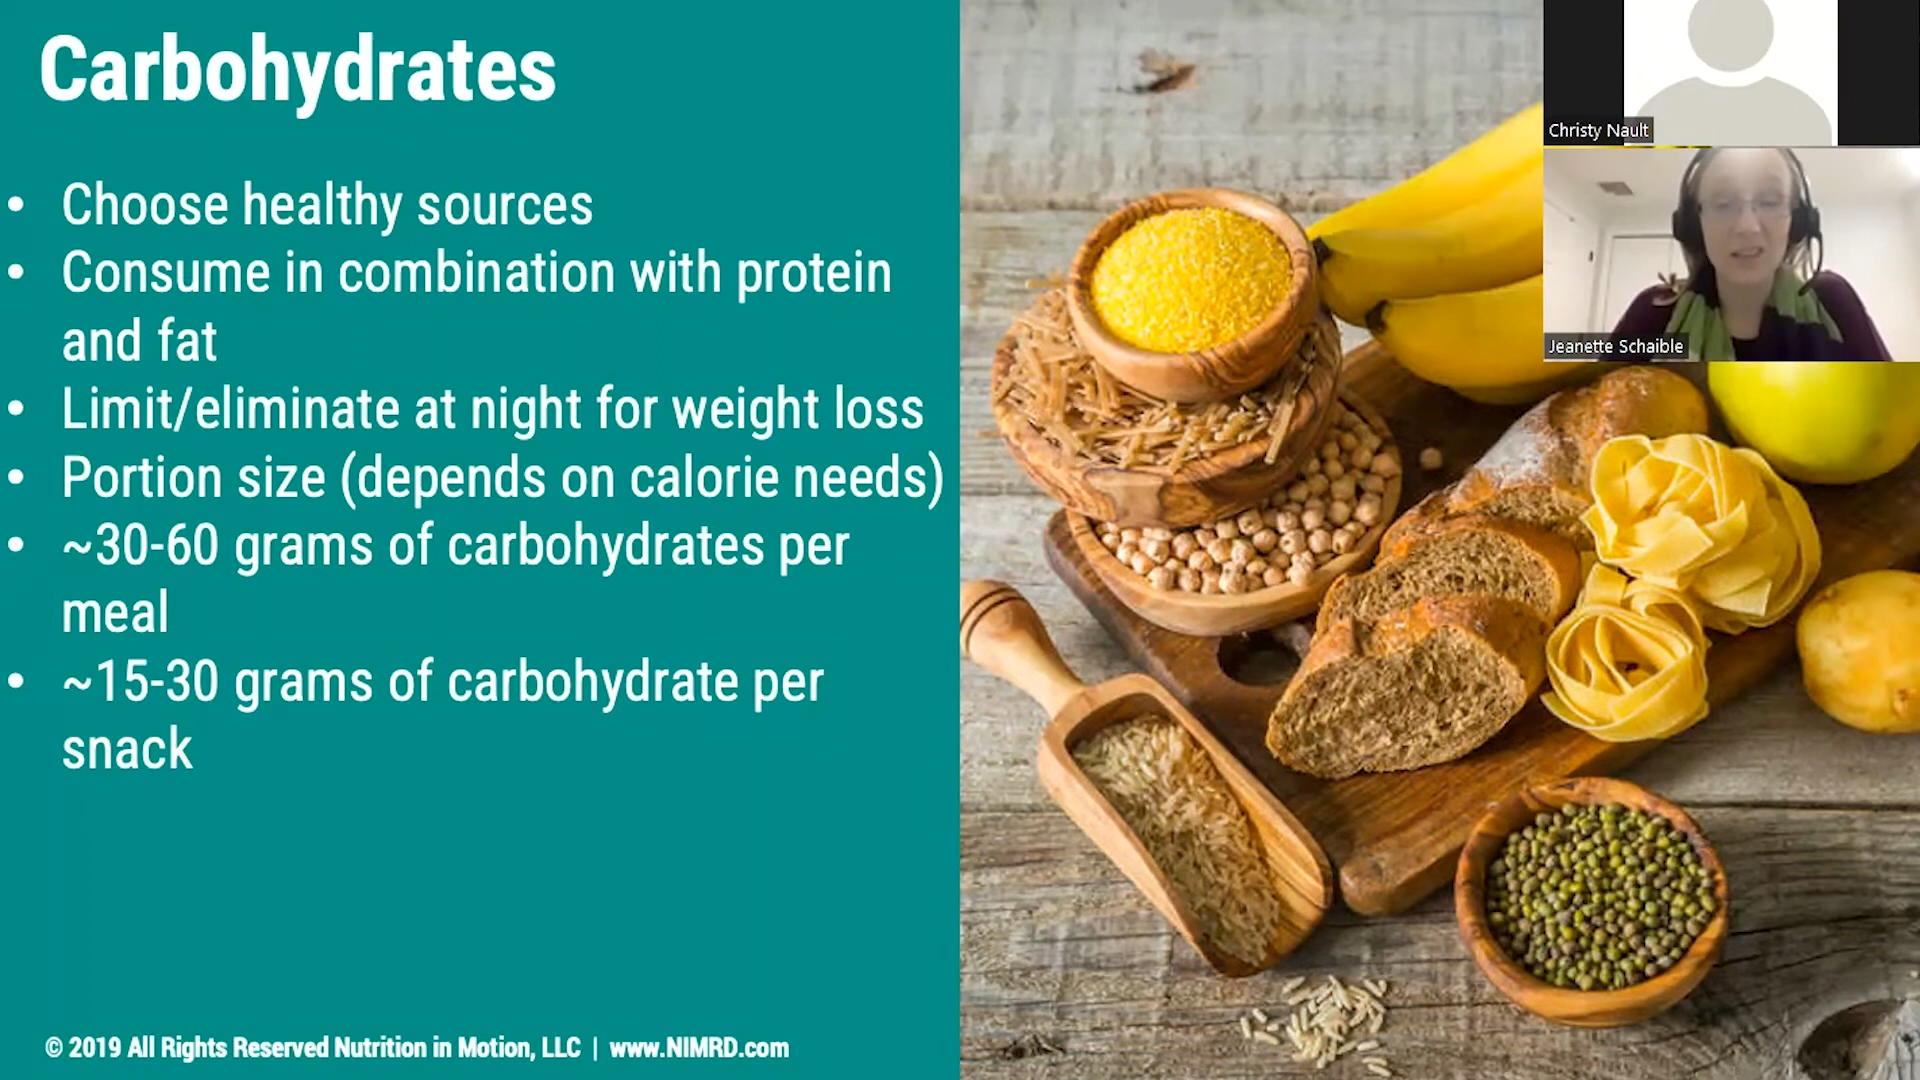 Carbohydrates
• Choose healthy sources
• Consume in combination with protein
and fat
• Limit/eliminate at night for weight loss
• Portion size (depends on calorie needs)
• ~30-60 grams of carbohydrates per
meal
• ~15-30 grams of carbohydrate per
snack
© 2019 All Rights Reserved Nutrition in Motion, LLC | www.NIMRD.com
Christy Nault
Jeanette Schaible